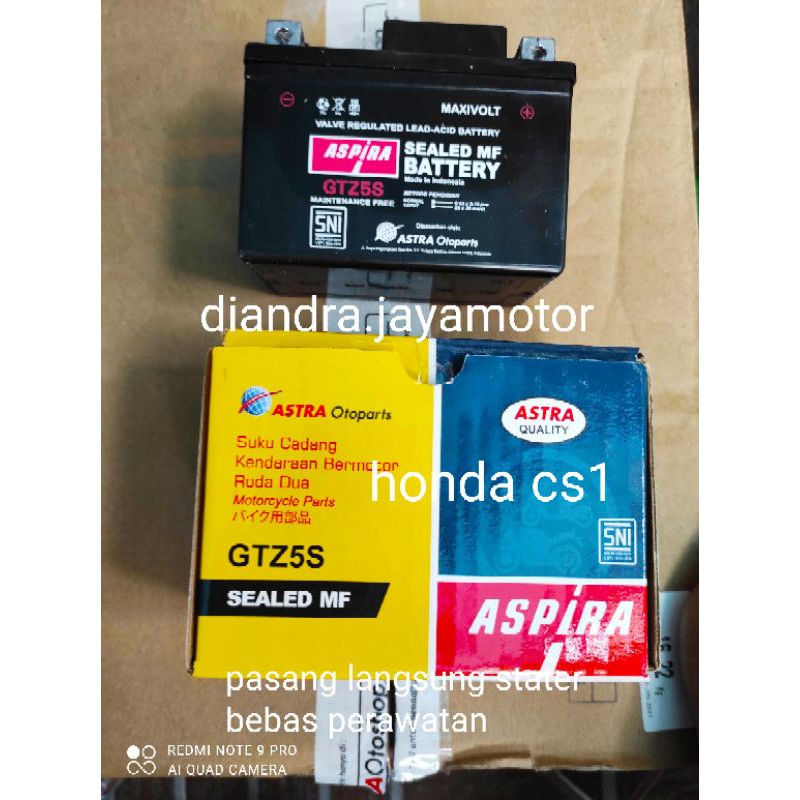 MAXIVOLT
VALVE REGULATED LEAD-ACID BATTERY
ASPIRA
SEALED MF
BATTERY
Made in Indonesia
GTZ5S
MAINTENANCE FREE
SNI
ASTRA Otoparts
diandra.jayamotor
ASTRA Otoparts
ASTRA
QUALITY
Suku Cadang
Kendaraan Bermotor
Roda Dua
Motorcycle Parts
バイク用部品
honda cs1
GTZ5S
SNI
SEALED MF
ASPIRA
pasang langsung stater
bebas perawatan
AOtoshop
REDMI NOTE 9 PRO
AI QUAD CAMERA